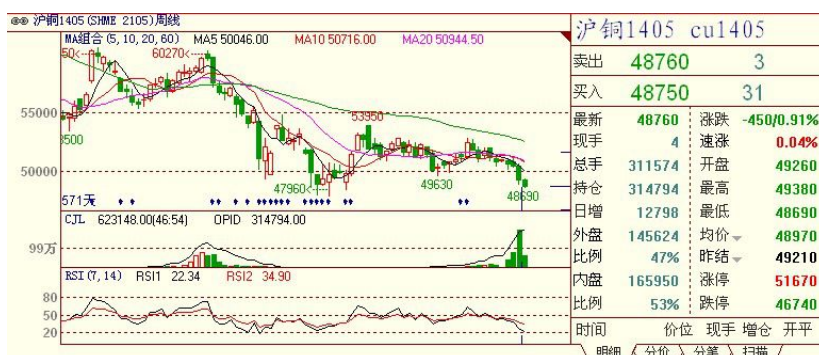 沪铜1405(SHME 2105)周线
MA组合(5,10,20,60) MA5 50046.00 MA10 50716.00 MA20 50944.50
50 60270
55000
53950
3500
50000
47960 49630
48690
571天
CJL 623148.00(46:54) OPID 314794.00
99万
RSI(7,14) RSI1 22.34 RSI2 34.90
80
50
20
沪铜1405 cu1405
卖出 48760 3
买入 48750 31
最新 48760 涨跌 -450/0.91%
现手 4 速涨 0.04%
总手 311574 开盘 49260
持仓 314794 最高 49380
日增 12798 最低 48690
外盘 145624 均价 48970
比例 47% 昨结 49210
内盘 165950 涨停 51670
比例 53% 跌停 46740
时间 价位 现手 增仓 开平
明细 分价 分笔 扫描